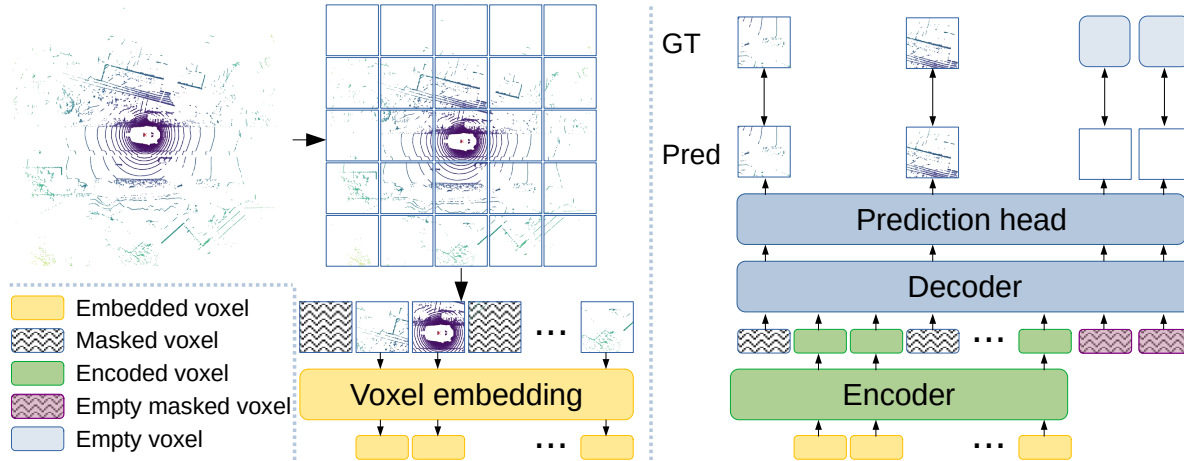 GT
Pred
Prediction head
Decoder
...
Encoder
...
Embedded voxel
Masked voxel
Encoded voxel
Empty masked voxel
Empty voxel
...
Voxel embedding
...